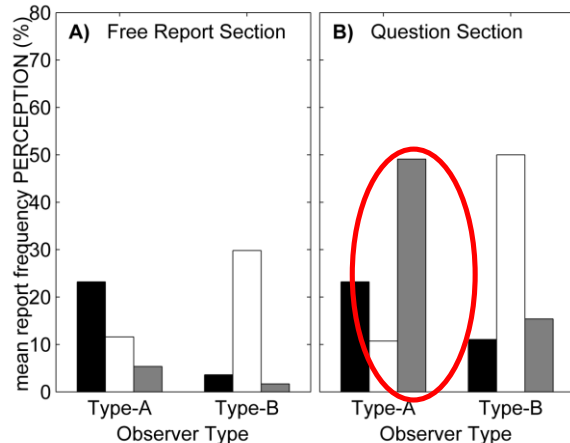 mean report frequency PERCEPTION (%)
80
70
60
50
40
30
20
10
0
A) Free Report Section
Type-A Type-B
Observer Type
B) Question Section
Type-A Type-B
Observer Type